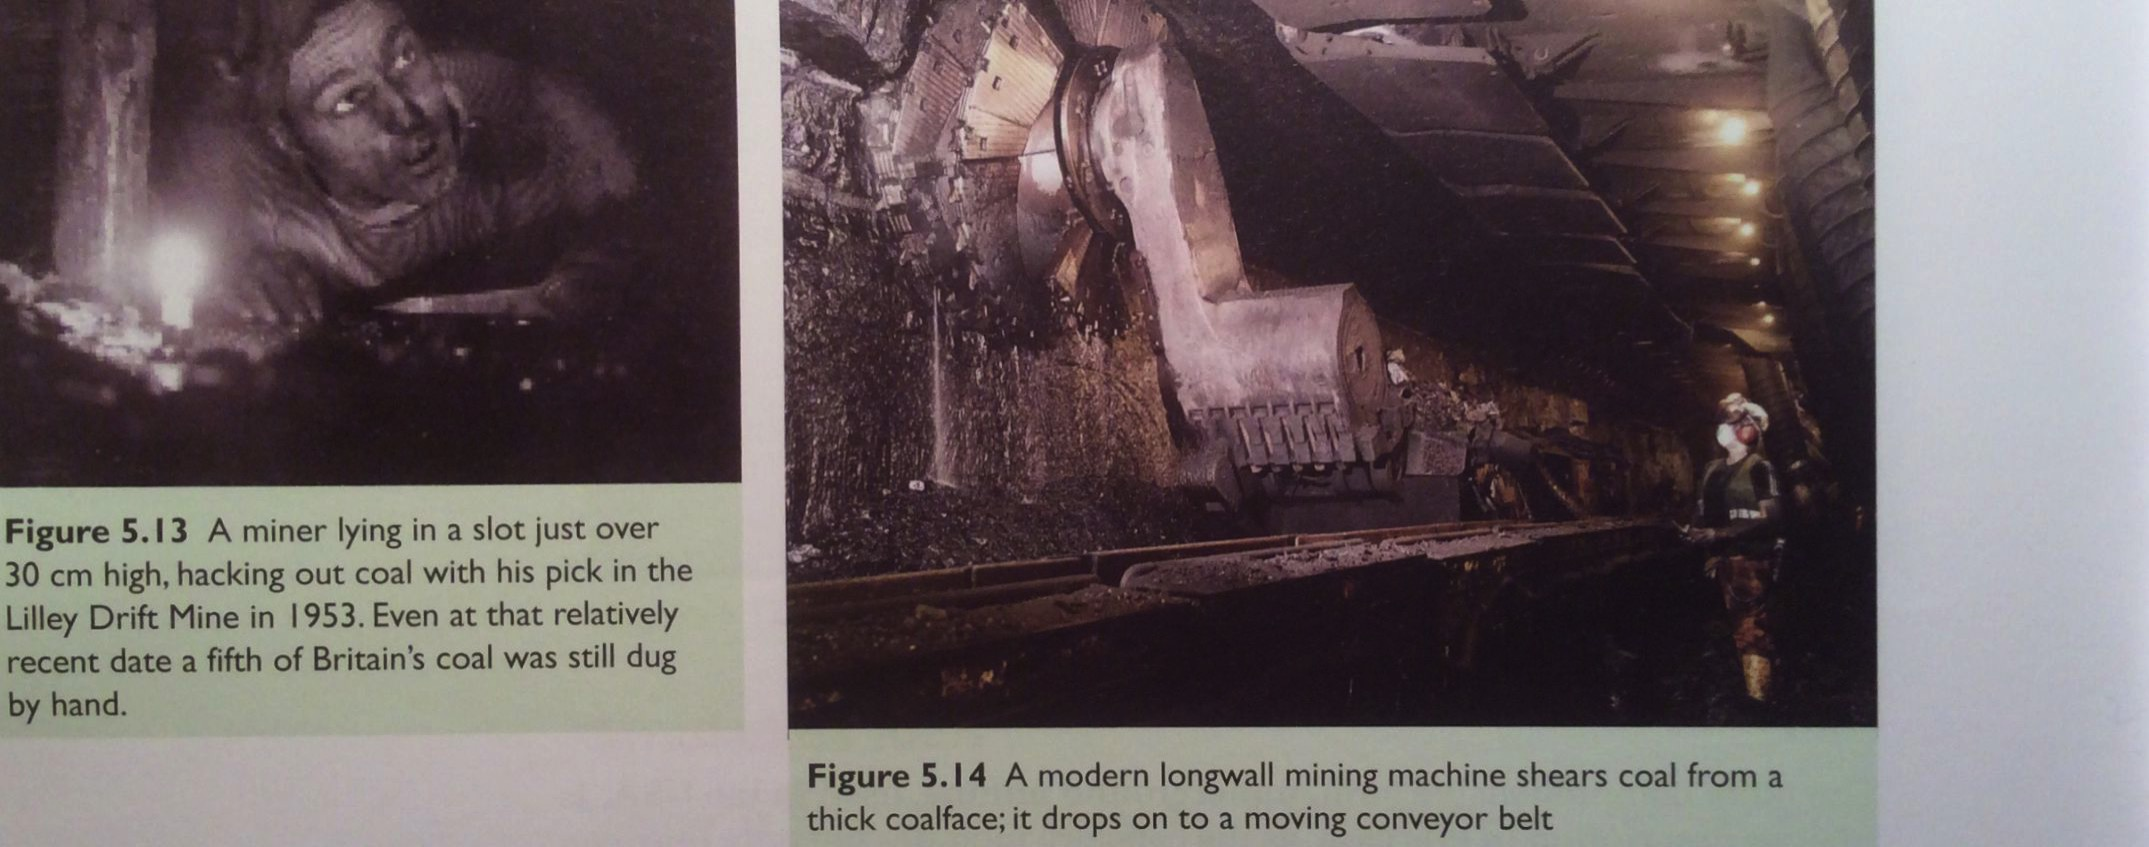 Figure 5.13 A miner lying in a slot just over
30 cm high, hacking out coal with his pick in the
Lilley Drift Mine in 1953. Even at that relatively
recent date a fifth of Britain's coal was still dug
by hand.
Figure 5.14 A modern longwall mining machine shears coal from a
thick coalface; it drops on to a moving conveyor belt